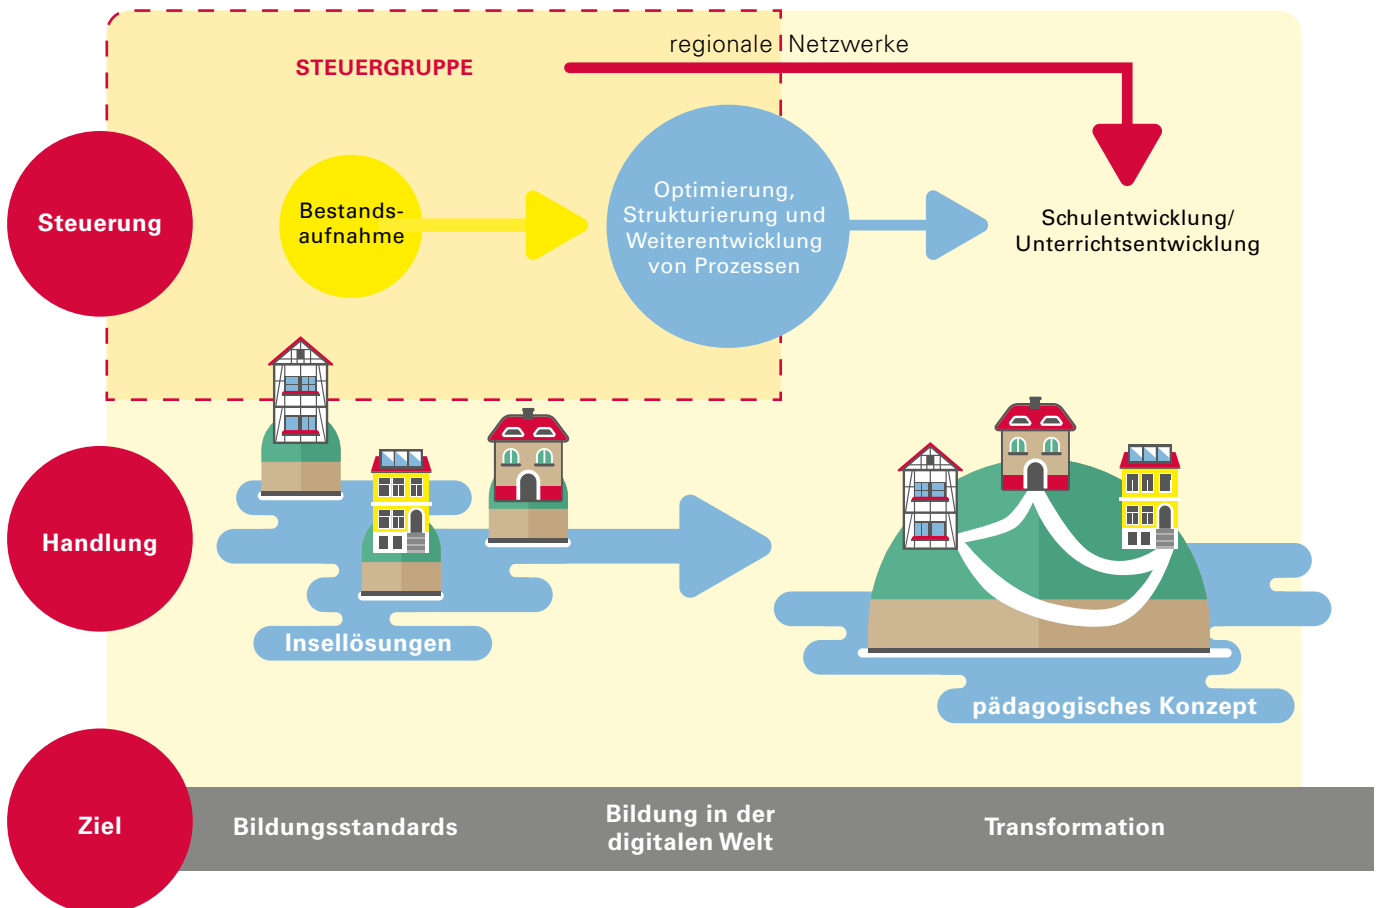 regionale Netzwerke
STEUERGRUPPE
Steuerung
Bestands-
aufnahme
Optimierung,
Strukturierung und
Weiterentwicklung
von Prozessen
Schulentwicklung/
Unterrichtsentwicklung
Handlung
Insellösungen
pädagogisches Konzept
Ziel
Bildungsstandards
Bildung in der
digitalen Welt
Transformation